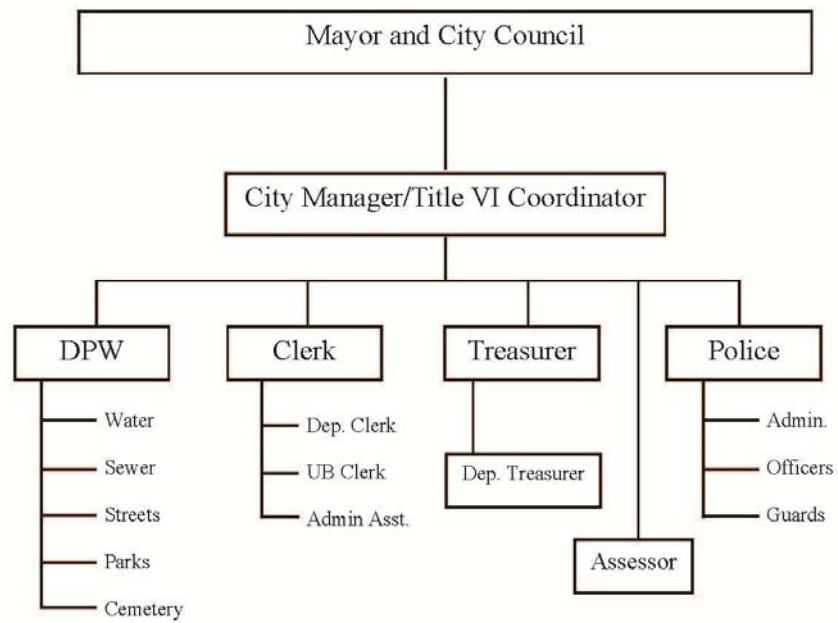 Mayor and City Council
City Manager/Title VI Coordinator
DPW
Clerk
Treasurer
Police
Water
Sewer
Streets
Parks
Cemetery
Dep. Clerk
UB Clerk
Admin Asst.
Dep. Treasurer
Assessor
Admin.
Officers
Guards